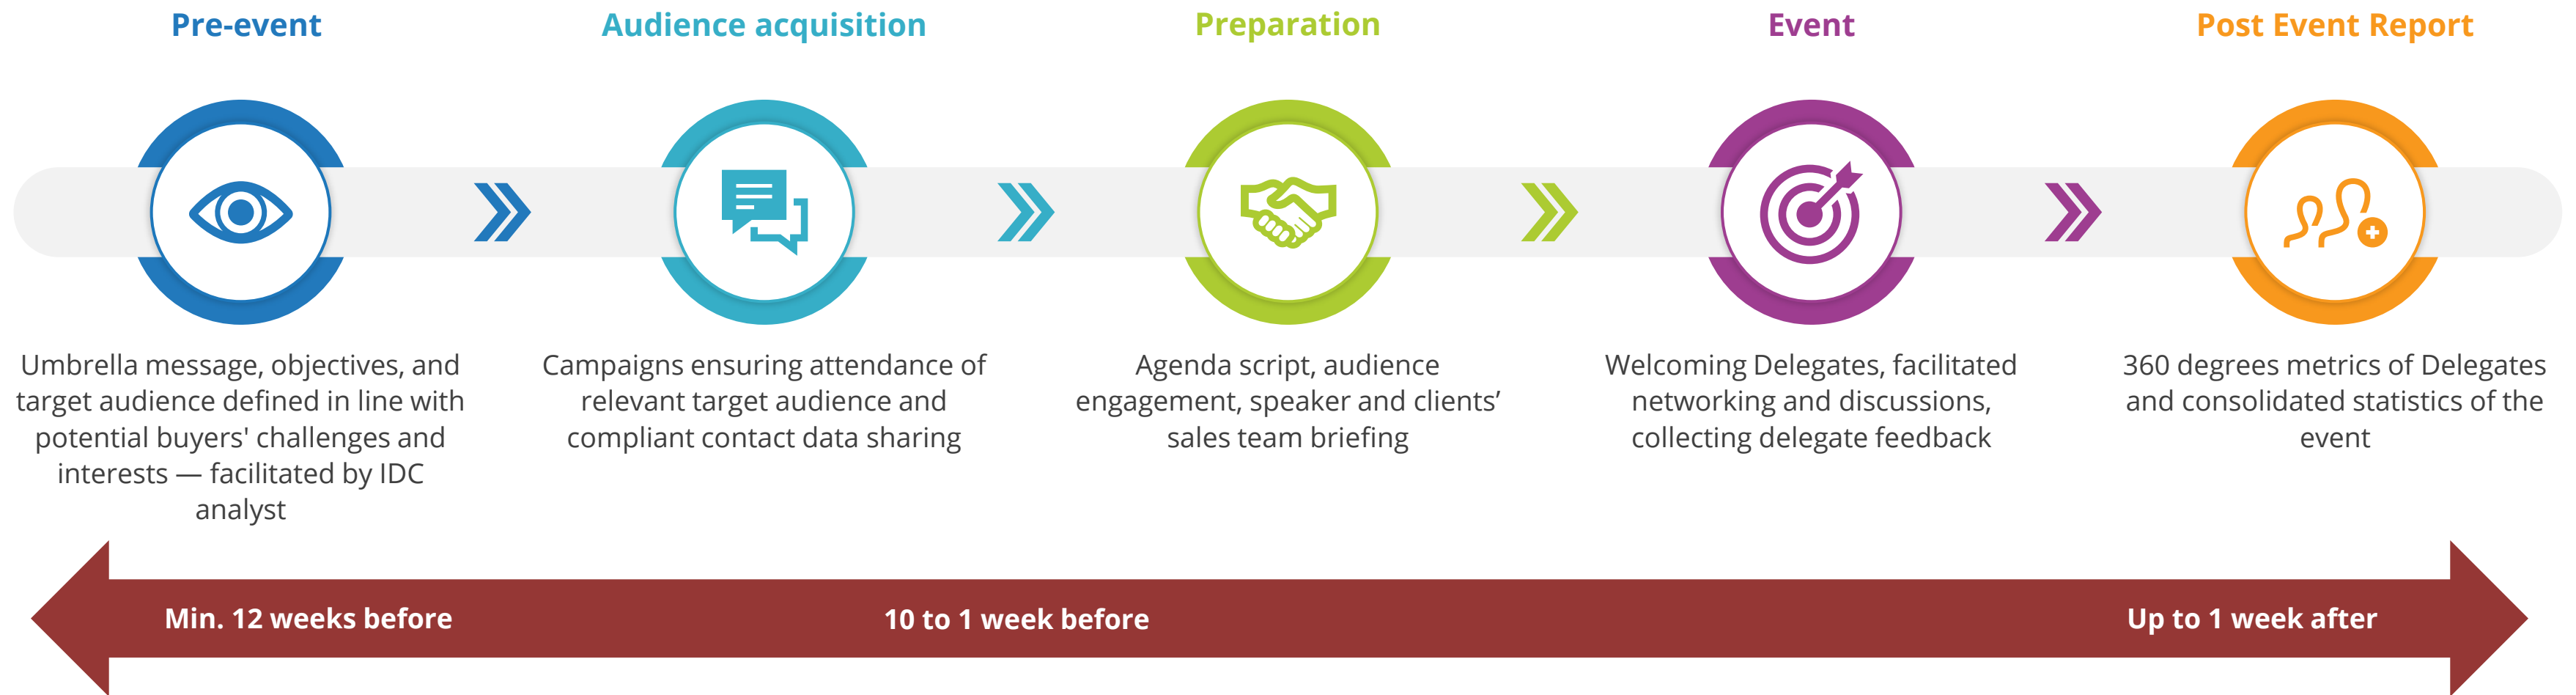 Pre-event
Umbrella message, objectives, and
target audience defined in line with
potential buyers' challenges and
interests — facilitated by IDC
analyst
Audience acquisition
Campaigns ensuring attendance of
relevant target audience and
compliant contact data sharing
Preparation
Agenda script, audience
engagement, speaker and clients’
sales team briefing
Event
Welcoming Delegates, facilitated
networking and discussions,
collecting delegate feedback
Post Event Report
360 degrees metrics of Delegates
and consolidated statistics of the
event
Min. 12 weeks before
10 to 1 week before
Up to 1 week after